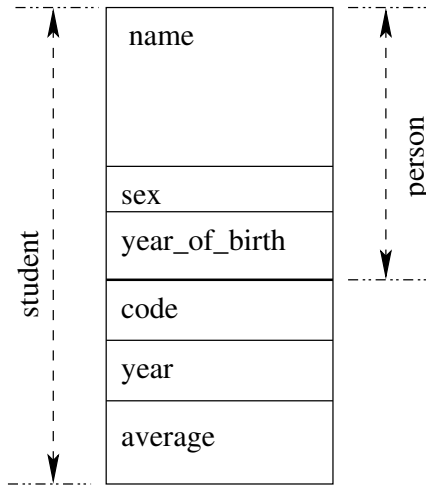 name
sex
year_of_birth
code
year
average
student
person